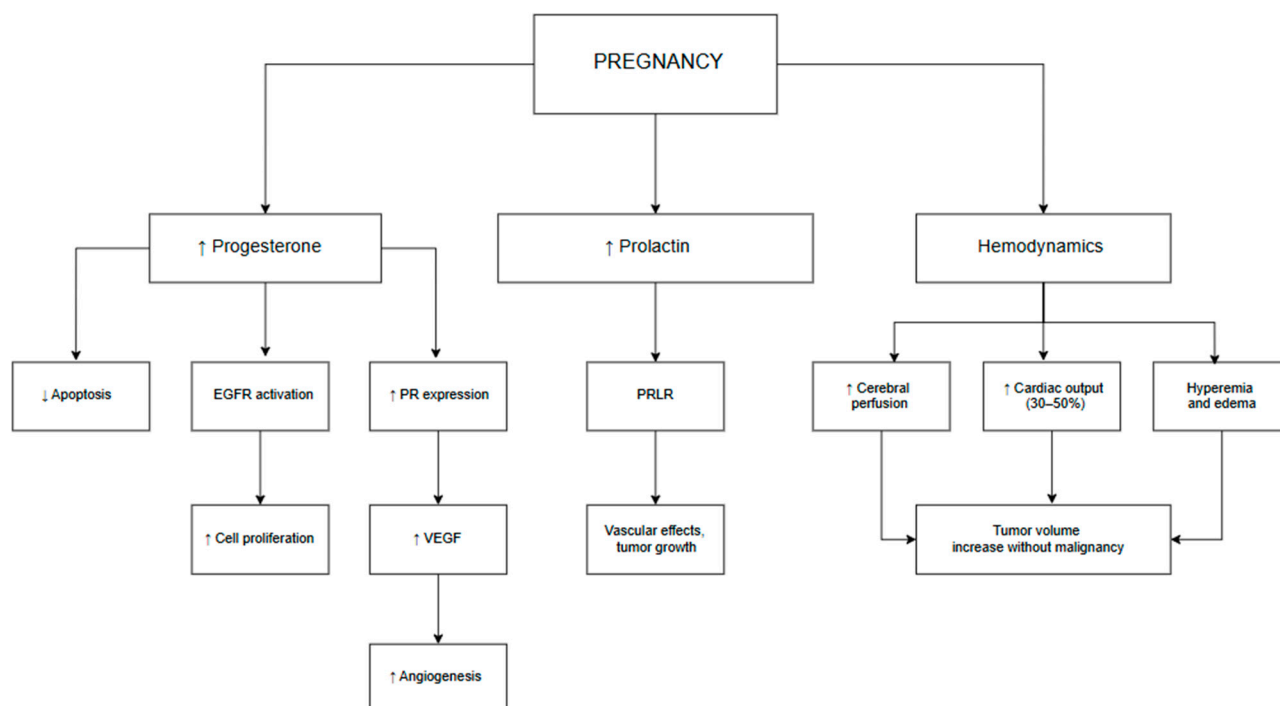 PREGNANCY
↑ Progesterone
↑ Prolactin
Hemodynamics
↓ Apoptosis
EGFR activation
↑ PR expression
PRLR
↑ Cerebral
perfusion
↑ Cardiac output
(30–50%)
Hyperemia
and edema
↑ Cell proliferation
↑ VEGF
Vascular effects,
tumor growth
Tumor volume
increase without malignancy
↑ Angiogenesis